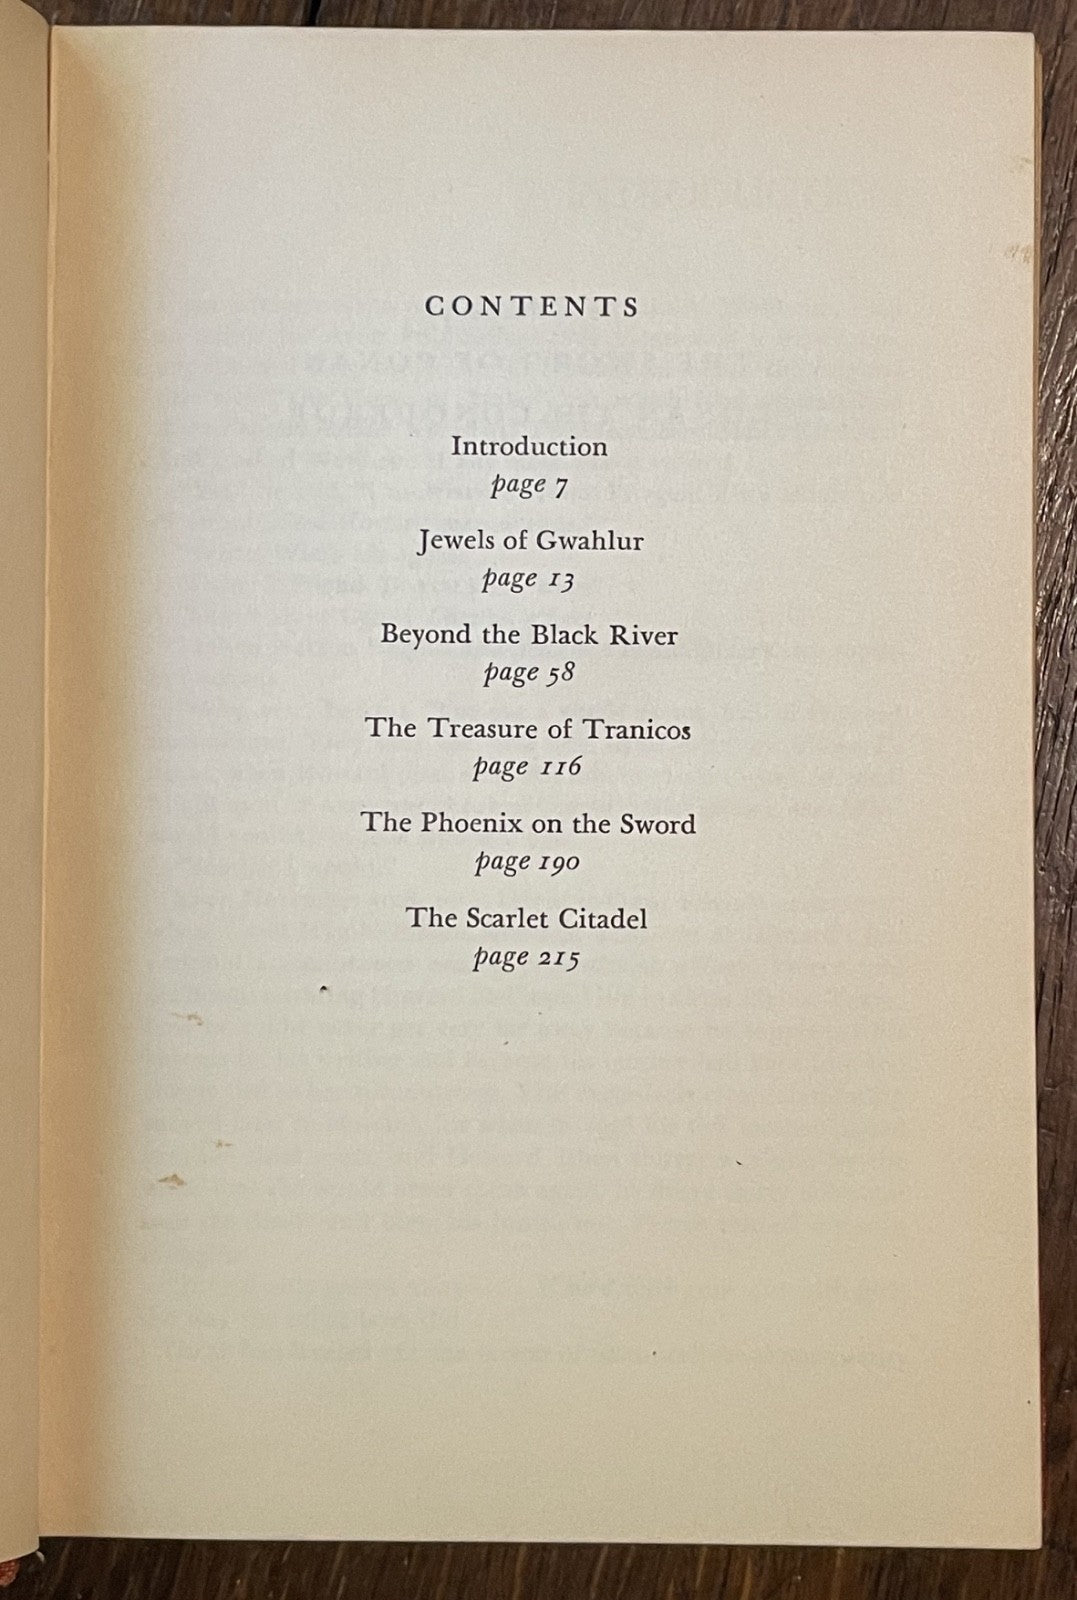 CONTENTS
Introduction
page 7
Jewels of Gwahlur
page 13
Beyond the Black River
page 58
The Treasure of Tranicos
page 116
The Phoenix on the Sword
page 190
The Scarlet Citadel
page 215